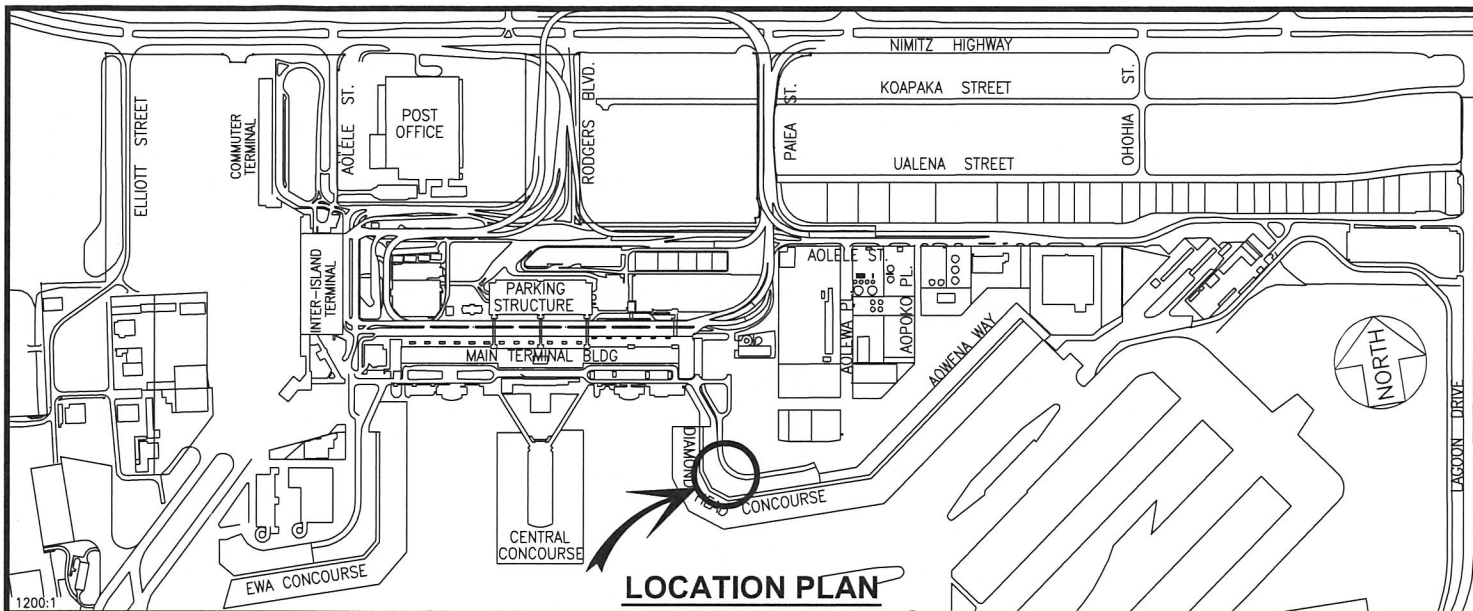 NIMITZ HIGHWAY
KOAPAKA STREET
UALENA STREET
ELLIOTT STREET
COMMUTER
TERMINAL
AOLELE ST.
POST
OFFICE
RODGERS BLVD.
PAIEA ST.
OHOHIA ST.
INTER-ISLAND
TERMINAL
PARKING
STRUCTURE
MAIN TERMINAL BLDG
AOLELE ST.
AOLEWA PL.
AOPOKO PL.
AOWENA WAY
NORTH
LAGOON DRIVE
DIAMOND HEAD CONCOURSE
CENTRAL
CONCOURSE
EWA CONCOURSE
LOCATION PLAN
1200:1